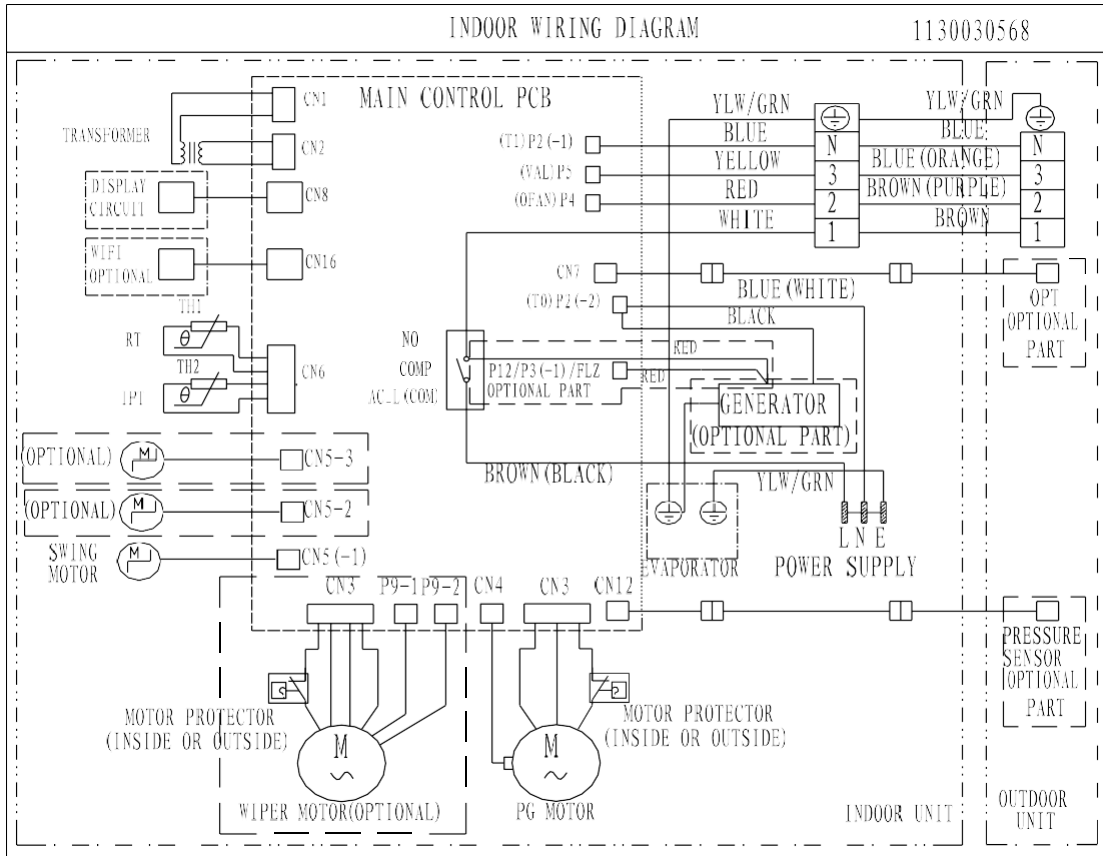 INDOOR WIRING DIAGRAM
1130030568
MAIN CONTROL PCB
CN1
TRANSFORMER
CN2
DISPLAY
CIRCUIT
CN8
WIFI
OPTIONAL
CN16
TH1
RT
TH2
IPI
CN6
(OPTIONAL)
M
CN5-3
(OPTIONAL)
M
CN5-2
SWING
MOTOR
M
CN5(-1)
(T1)P2(-1)
(VAL)P5
(OFAN)P4
YLW/GRN
BLUE
YELLOW
RED
WHITE
N
3
2
1
YLW/GRN
BLUE
BLUE(ORANGE)
BROWN(PURPLE)
BROWN
N
3
2
1
CN7
BLUE(WHITE)
(T0)P2(-2)
BLACK
OPT
OPTIONAL
PART
NO
COMP
AC-L(COM)
RED
P12/P3(-1)/FLZ
OPTIONAL PART
RED
GENERATOR
(OPTIONAL PART)
BROWN(BLACK)
YLW/GRN
EVAPORATOR
L N E
POWER SUPPLY
CN3
P9-1
P9-2
CN4
CN3
CN12
PRESSURE
SENSOR
OPTIONAL
PART
MOTOR PROTECTOR
(INSIDE OR OUTSIDE)
M
WIPER MOTOR(OPTIONAL)
MOTOR PROTECTOR
(INSIDE OR OUTSIDE)
M
PG MOTOR
INDOOR UNIT
OUTDOOR
UNIT